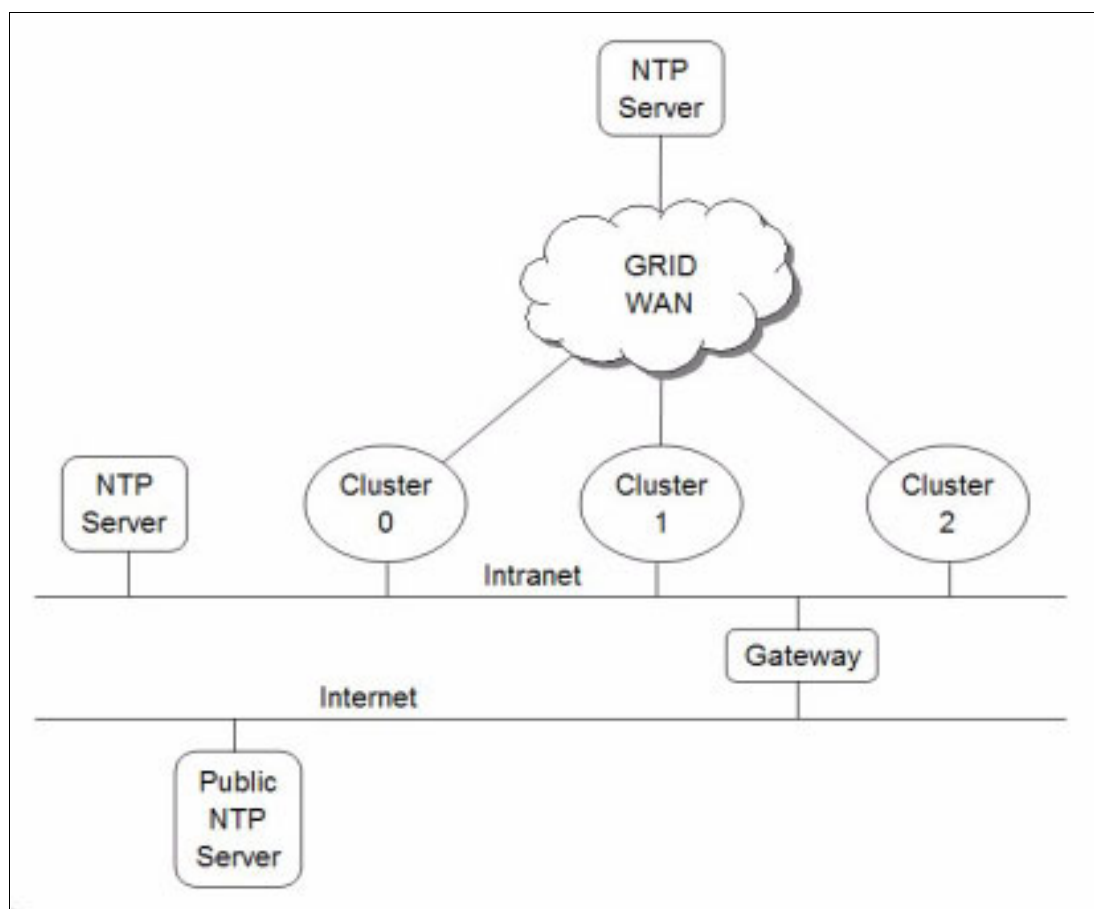 NTP
Server
GRID
WAN
NTP
Server
Cluster
0
Cluster
1
Cluster
2
Intranet
Gateway
Internet
Public
NTP
Server